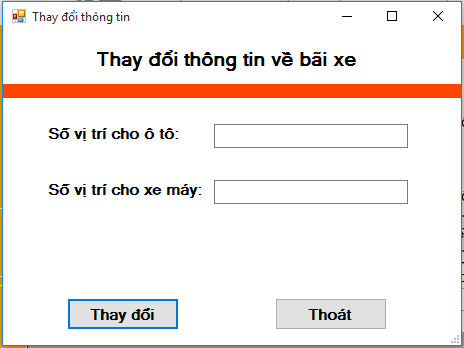 Thay đổi thông tin
Thay đổi thông tin về bãi xe
Số vị trí cho ô tô:
Số vị trí cho xe máy:
Thay đổi
Thoát